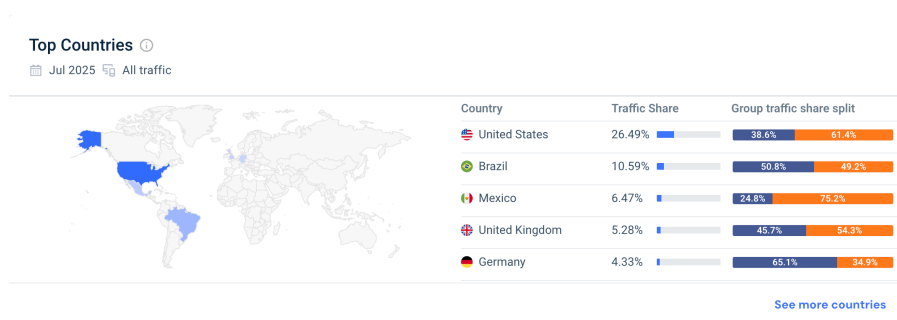 Top Countries
Jul 2025 All traffic
Country Traffic Share Group traffic share split
United States 26.49% 38.6% 61.4%
Brazil 10.59% 50.8% 49.2%
Mexico 6.47% 24.8% 75.2%
United Kingdom 5.28% 45.7% 54.3%
Germany 4.33% 65.1% 34.9%
See more countries